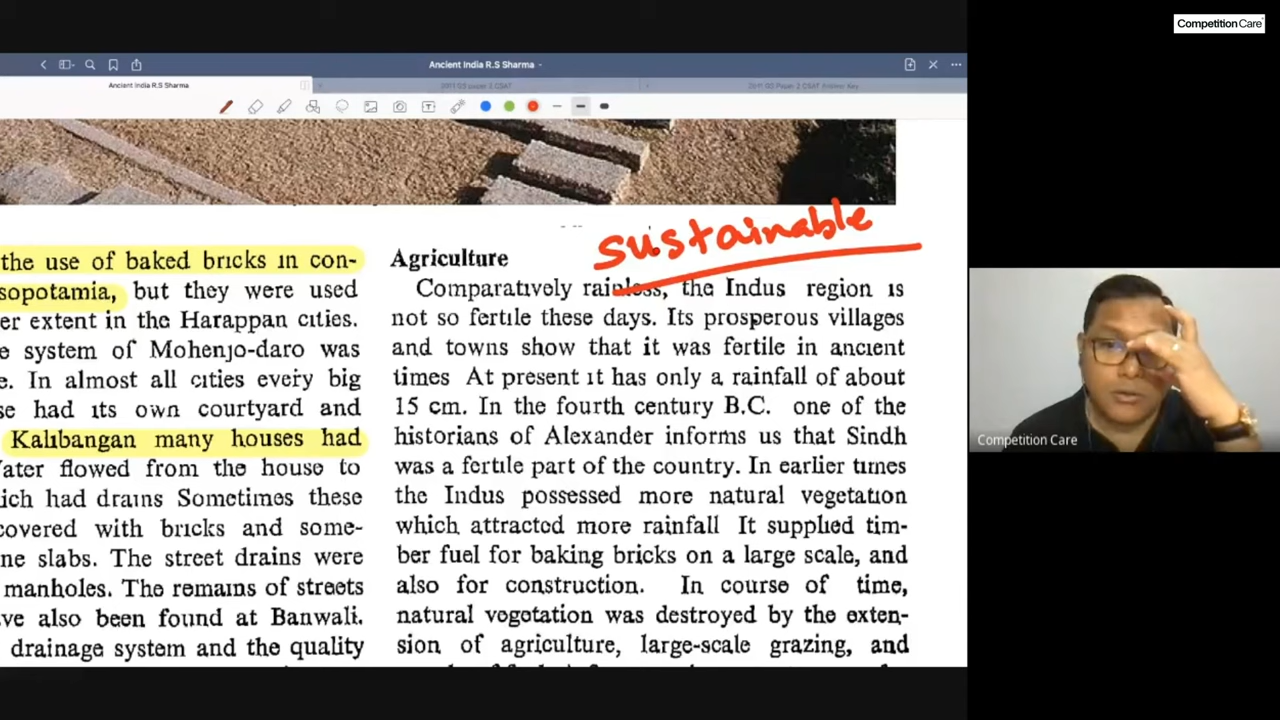 CompetitionCare
Ancient India R.S Sharma
Ancient India R.S Sharma
sustainable
the use of baked bricks in con-
sopotamia, but they were used
er extent in the Harappan cities.
e system of Mohenjo-daro was
e. In almost all cities every big
se had its own courtyard and
Kalibangan many houses had
Vater flowed from the house to
ich had drains Sometimes these
covered with bricks and some-
ne slabs. The street drains were
manholes. The remains of streets
ve also been found at Banwali.
drainage system and the quality
Agriculture
Comparatively rainless, the Indus region is
not so fertile these days. Its prosperous villages
and towns show that it was fertile in ancient
times At present it has only a rainfall of about
15 cm. In the fourth century B.C. one of the
historians of Alexander informs us that Sindh
was a fertile part of the country. In earlier times
the Indus possessed more natural vegetation
which attracted more rainfall It supplied tim-
ber fuel for baking bricks on a large scale, and
also for construction. In course of time,
natural vegetation was destroyed by the exten-
sion of agriculture, large-scale grazing, and
Competition Care